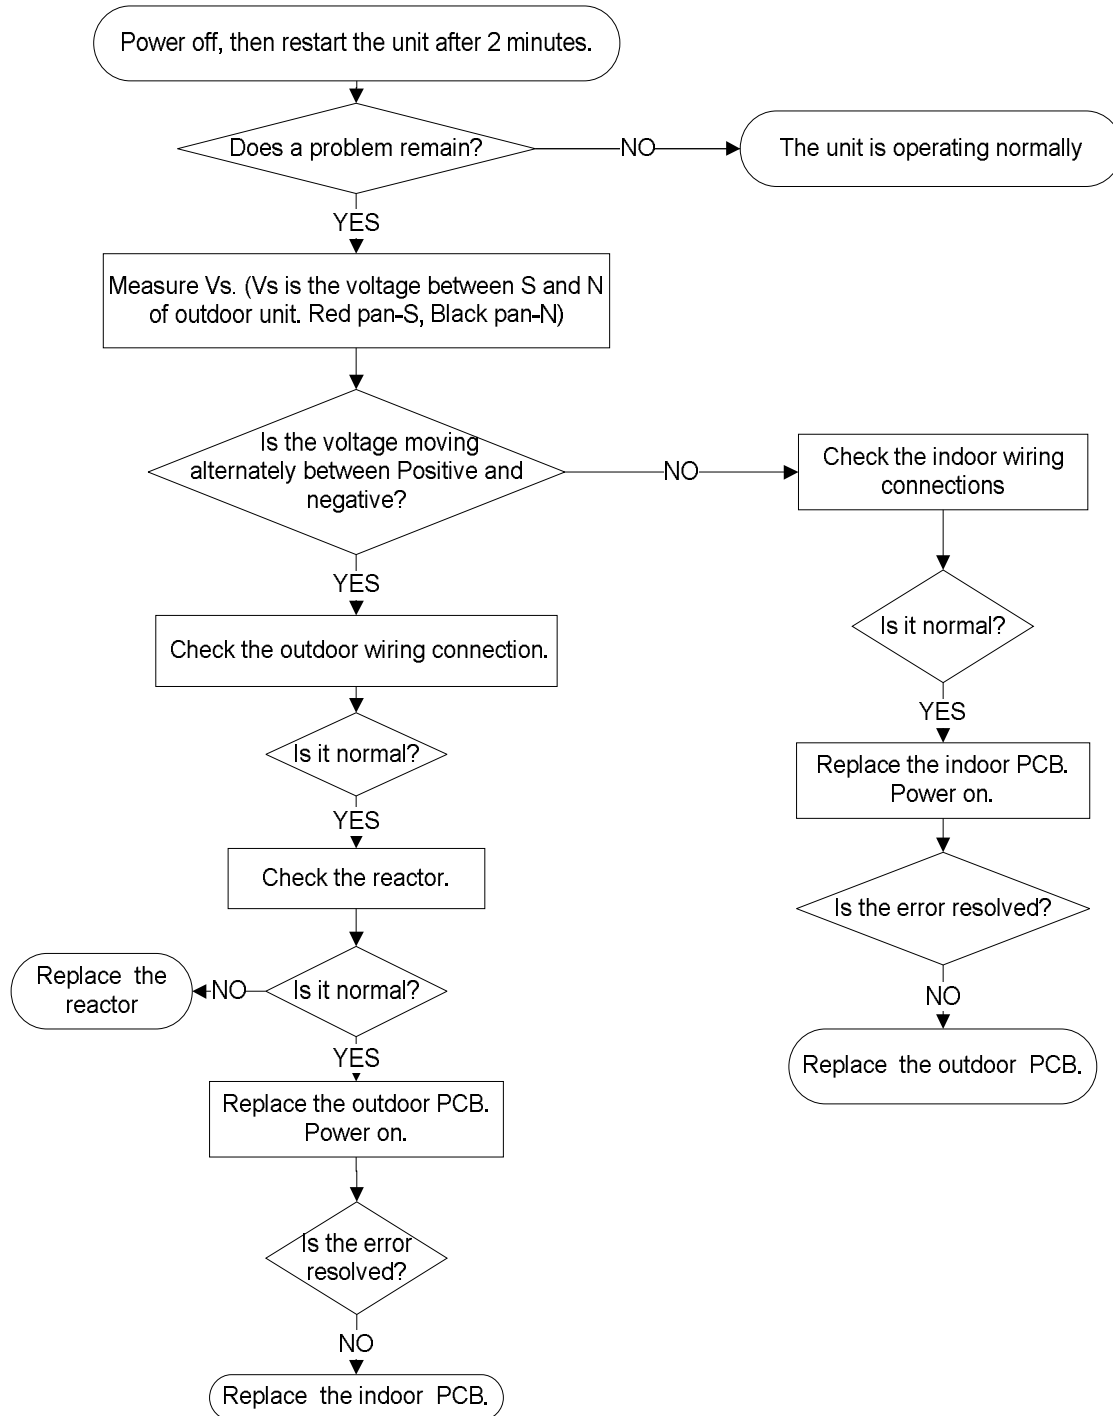 Power off, then restart the unit after 2 minutes.
Does a problem remain?
NO
The unit is operating normally
YES
Measure Vs. (Vs is the voltage between S and N
of outdoor unit. Red pan-S, Black pan-N)
Is the voltage moving
alternately between Positive and
negative?
NO
Check the indoor wiring
connections
YES
Check the outdoor wiring connection.
Is it normal?
YES
Is it normal?
YES
Replace the indoor PCB.
Power on.
Check the reactor.
Is the error resolved?
Replace the
reactor
NO
Is it normal?
NO
YES
Replace the outdoor PCB.
Replace the outdoor PCB.
Power on.
Is the error
resolved?
NO
Replace the indoor PCB.